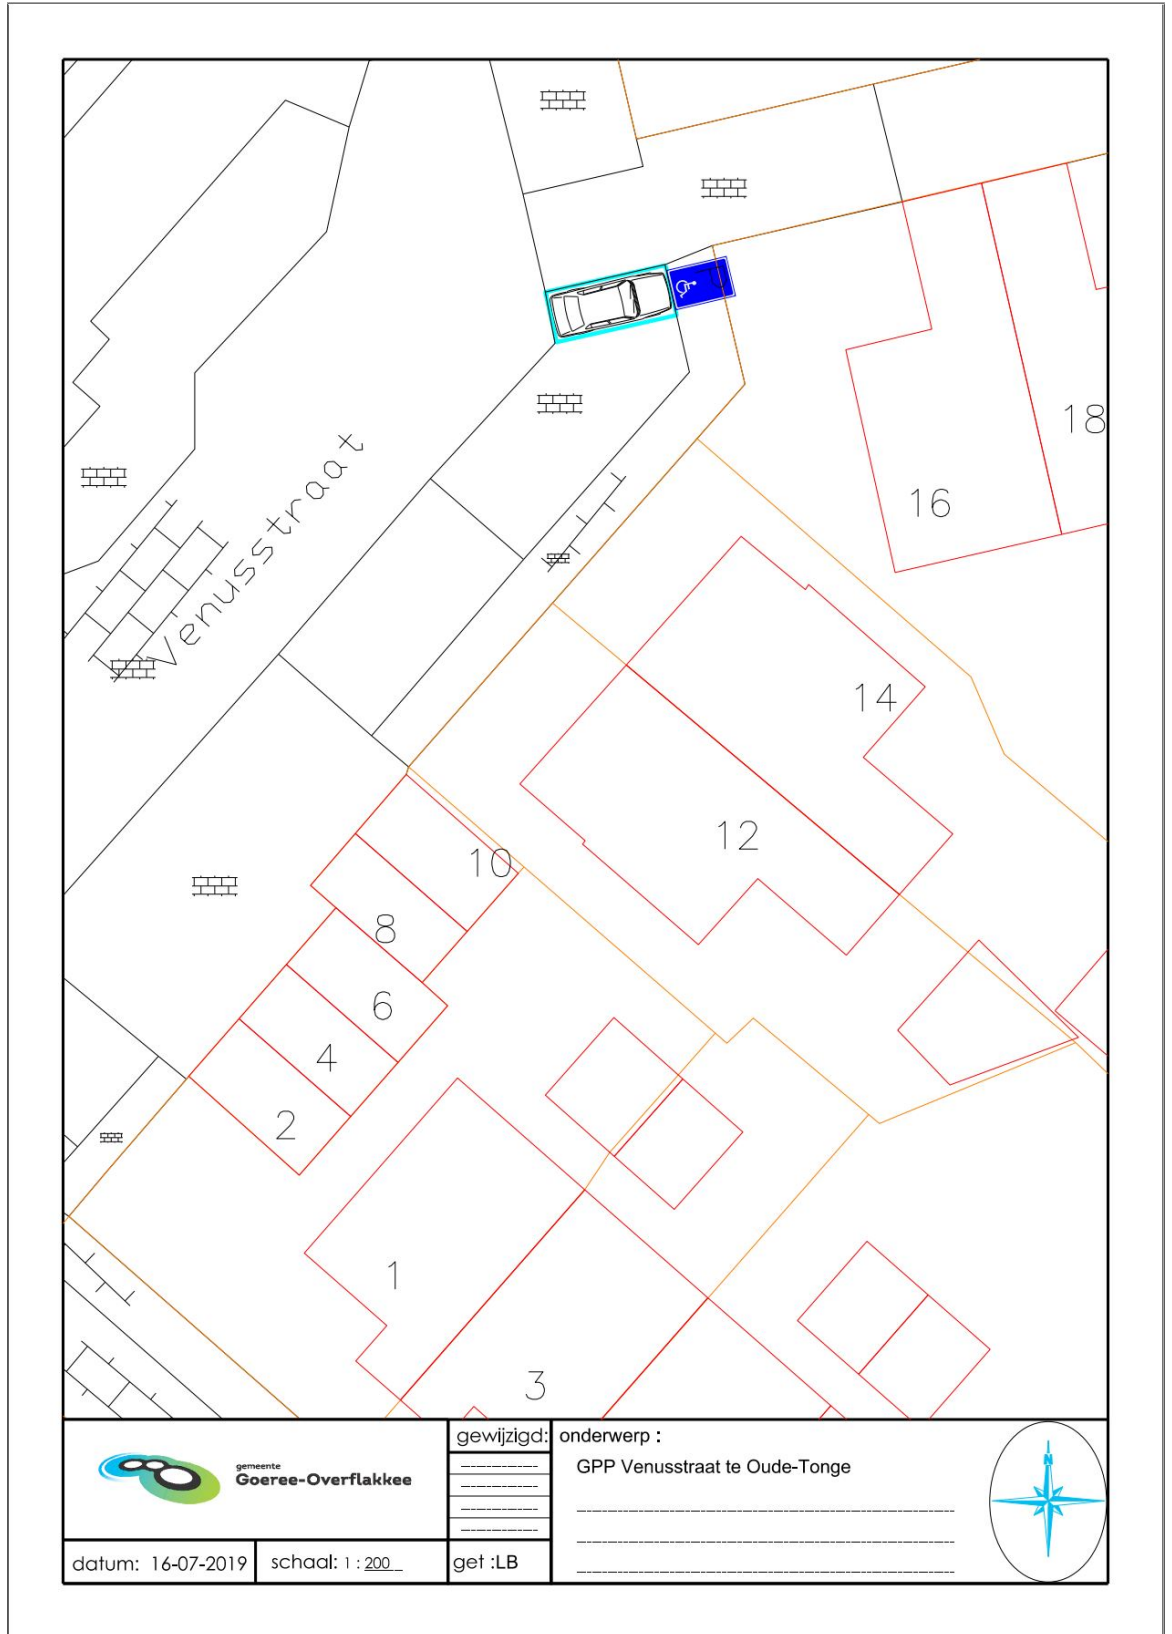 Venusstraat
18
16
14
12
10
8
6
4
2
1
3
gemeente
Goeree-Overflakkee
gewijzigd:
onderwerp :
GPP Venusstraat te Oude-Tonge
N
datum: 16-07-2019
schaal: 1 : 200
get :LB